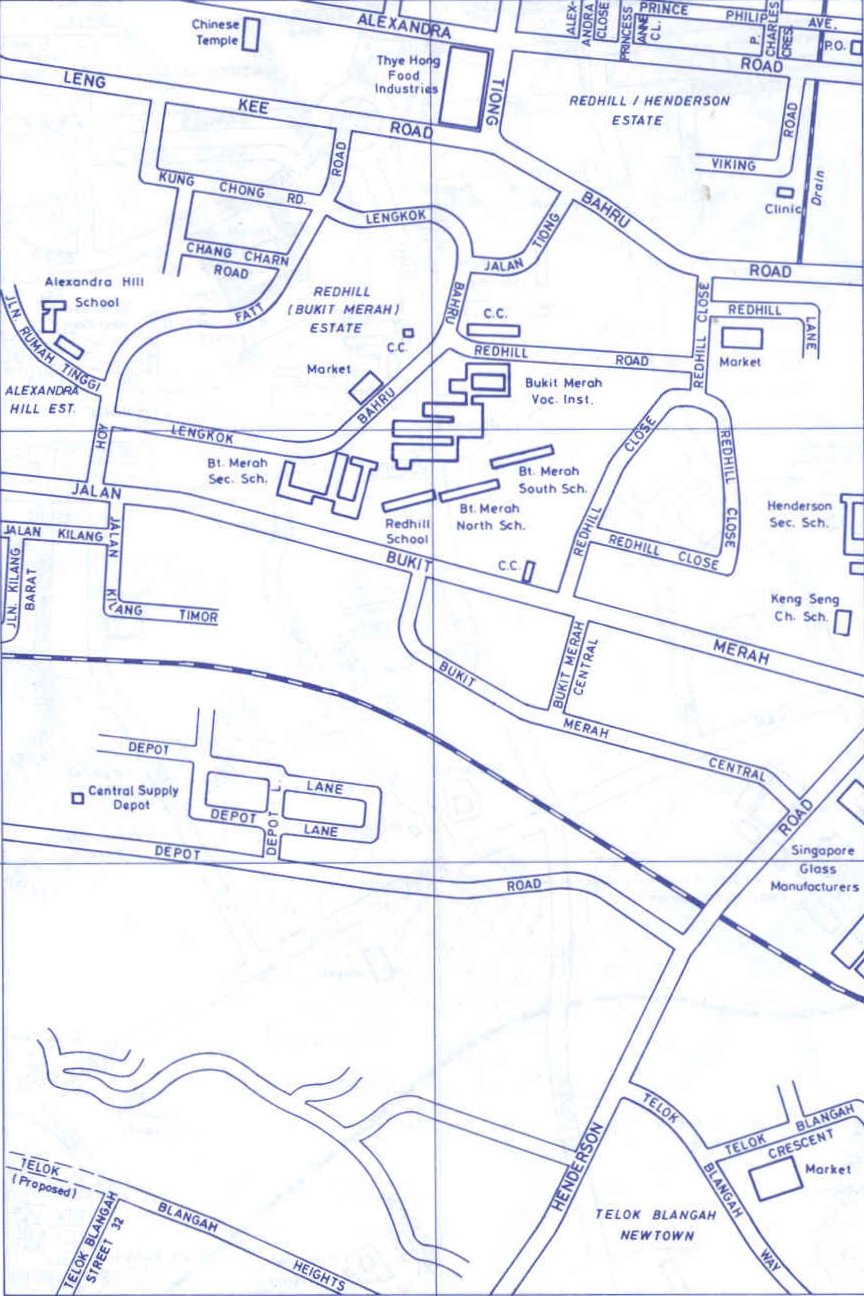 Chinese
Temple
ALEXANDRA
ALEX-
ANDRA
CLOSE
PRINCESS
ANNE
CL.
PRINCE
PHILIP
AVE.
P.
CHARLES
CRES.
P.O.
ROAD
LENG
KEE
ROAD
Thye Hong
Food
Industries
TIONG
REDHILL / HENDERSON
ESTATE
VIKING
ROAD
Drain
Clinic
KUNG
CHONG
RD.
ROAD
LENGKOK
JALAN
TIONG
BAHRU
ROAD
CHANG CHARN
ROAD
Alexandra Hill
School
JLN. RUMAH TINGGI
FATT
REDHILL
(BUKIT MERAH)
ESTATE
C.C.
BAHRU
C.C.
REDHILL
ROAD
REDHILL CLOSE
REDHILL
LANE
Market
Market
ALEXANDRA
HILL EST.
HOY
LENGKOK
BAHRU
Bukit Merah
Voc. Inst.
CLOSE
REDHILL
CLOSE
Bt. Merah
Sec. Sch.
Bt. Merah
South Sch.
Bt. Merah
North Sch.
Redhill
School
REDHILL
REDHILL CLOSE
Henderson
Sec. Sch.
JALAN
BUKIT
C.C.
MERAH
JALAN KILANG
JALAN
KILANG
TIMOR
JLN. KILANG
BARAT
Keng Seng
Ch. Sch.
BUKIT MERAH
CENTRAL
BUKIT
MERAH
CENTRAL
DEPOT
L.
LANE
Central Supply
Depot
DEPOT
DEPOT
LANE
DEPOT
ROAD
ROAD
Singapore
Glass
Manufacturers
HENDERSON
TELOK
BLANGAH
WAY
TELOK
BLANGAH
CRESCENT
Market
TELOK
(Proposed)
BLANGAH
HEIGHTS
TELOK BLANGAH
STREET 32
TELOK BLANGAH
NEWTOWN